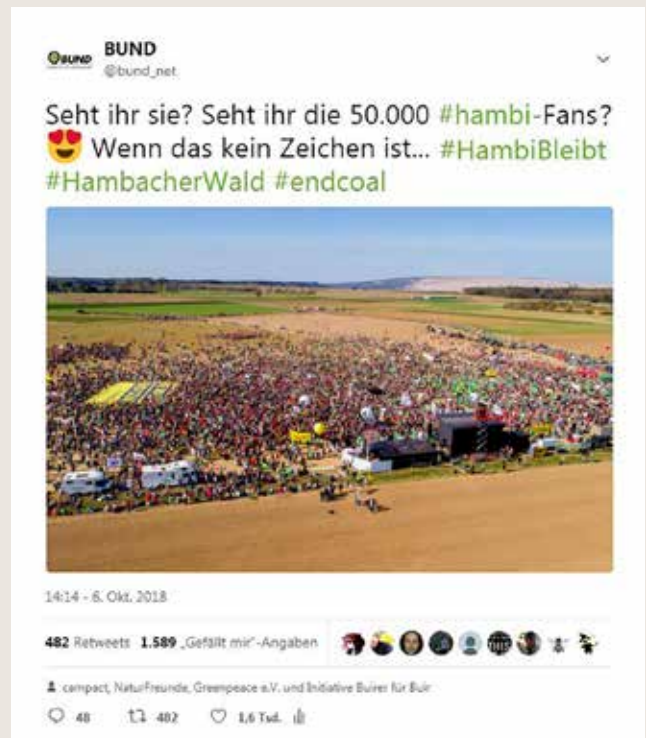 BUND
BUND
@bund_net
Seht ihr sie? Seht ihr die 50.000 #hambi-Fans?
😍 Wenn das kein Zeichen ist... #HambiBleibt
#HambacherWald #endcoal
14:14 - 6. Okt. 2018
482 Retweets 1.589 „Gefällt mir“-Angaben
campact, NaturFreunde, Greenpeace e.V. und Initiative Buirer für Buir
48 482 1,6 Tsd.